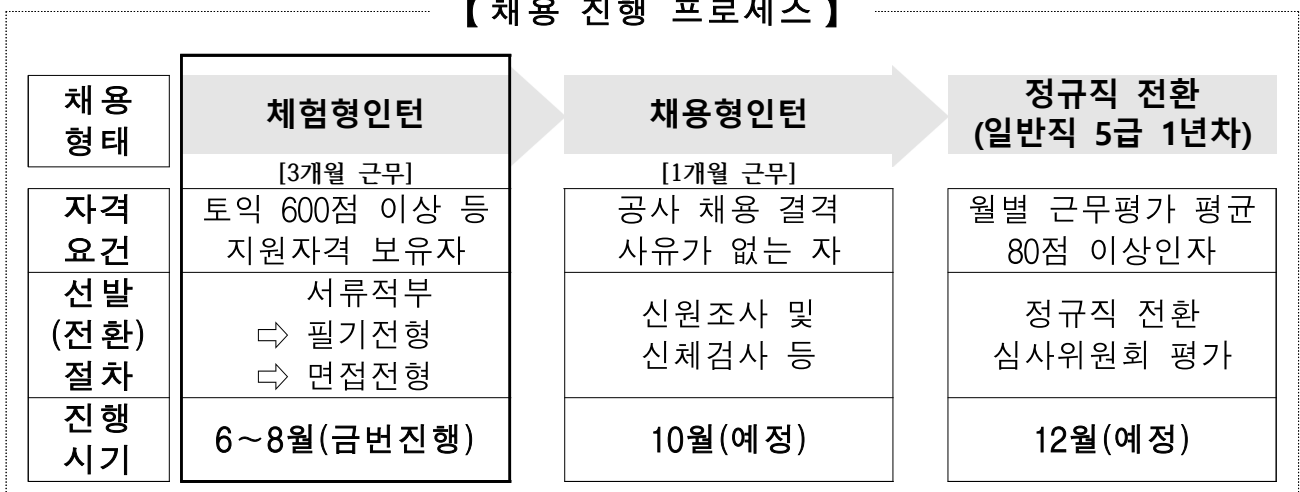 【 채용 진행 프로세스 】
채용
형태
체험형인턴
[3개월 근무]
채용형인턴
[1개월 근무]
정규직 전환
(일반직 5급 1년차)
자격
요건
토익 600점 이상 등
지원자격 보유자
공사 채용 결격
사유가 없는 자
월별 근무평가 평균
80점 이상인자
선발
(전환)
절차
서류적부
⇨ 필기전형
⇨ 면접전형
신원조사 및
신체검사 등
정규직 전환
심사위원회 평가
진행
시기
6~8월(금번진행)
10월(예정)
12월(예정)